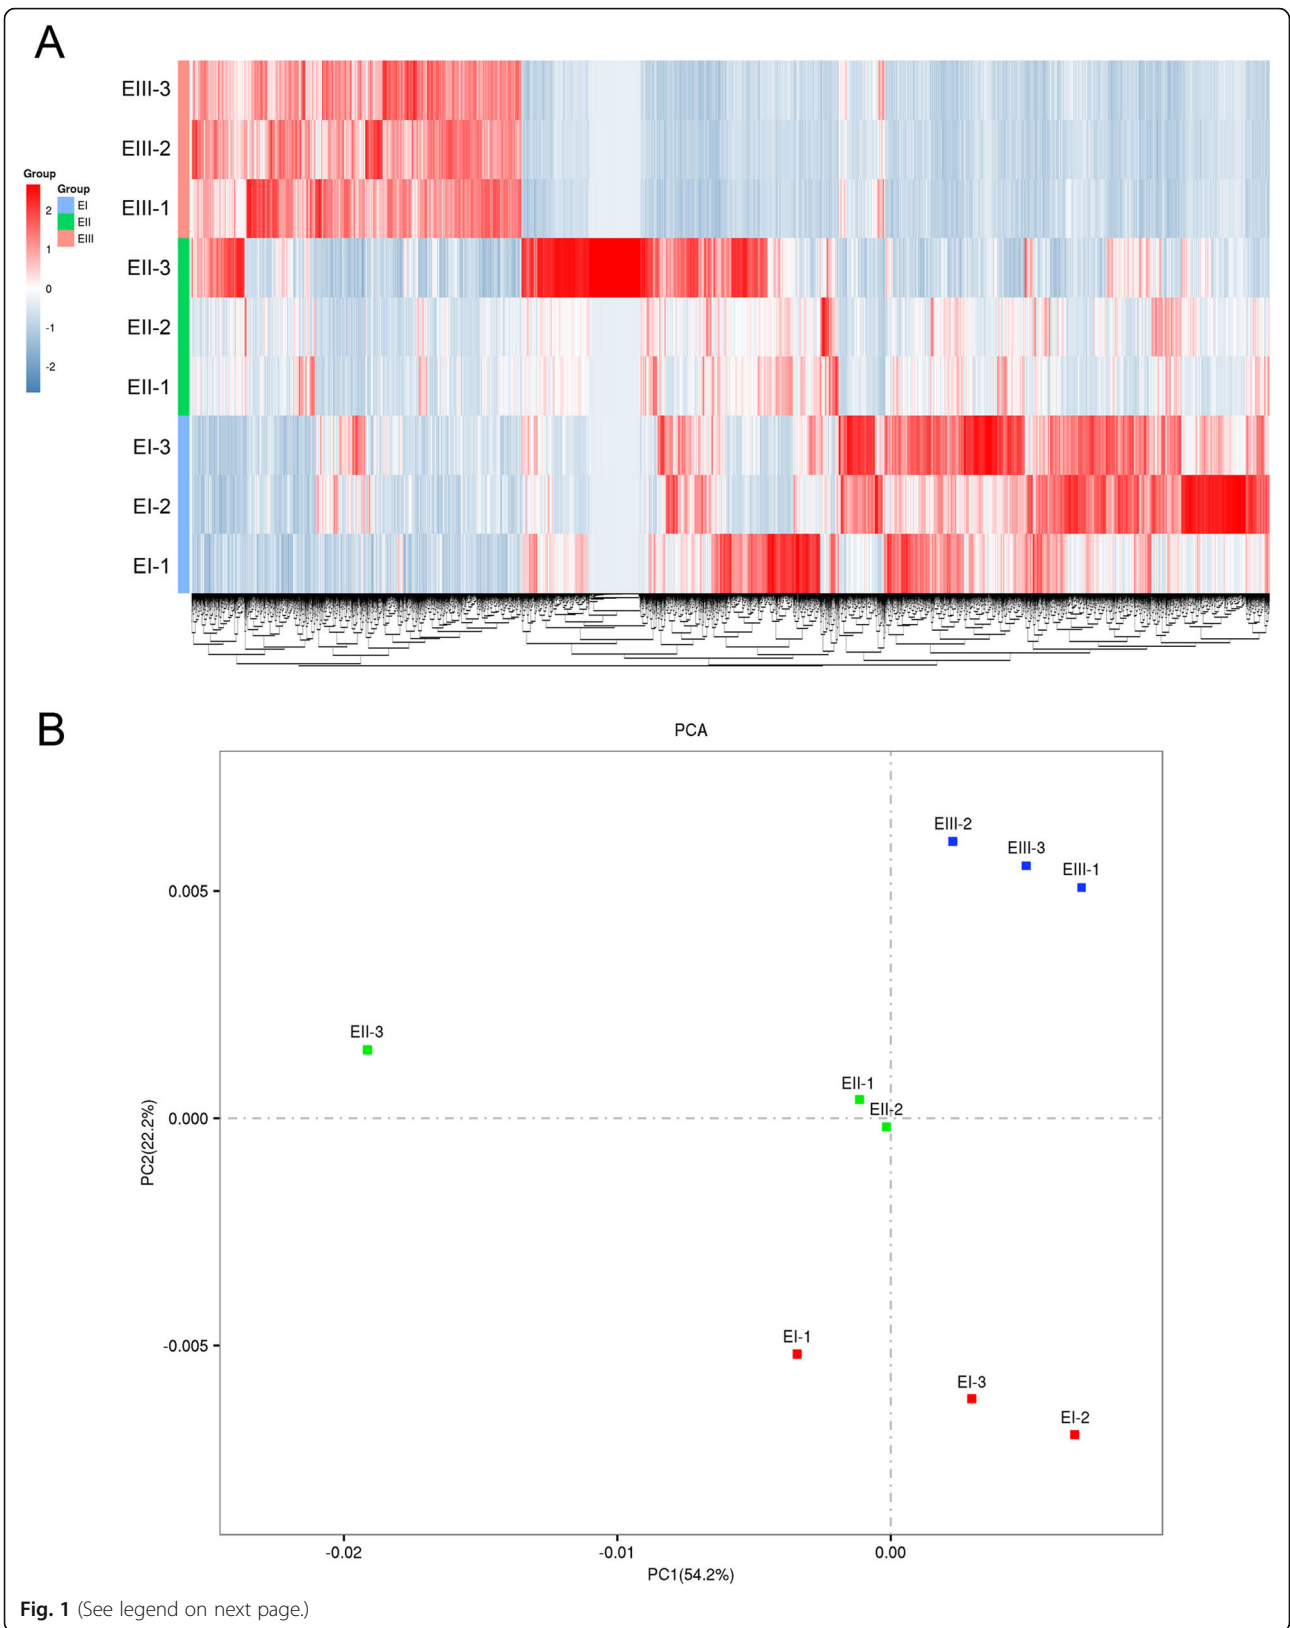 A
EIII-3
EIII-2
EIII-1
EII-3
EII-2
EII-1
EI-3
EI-2
EI-1
Group
2
1
0
-1
-2
Group
EI
EII
EIII
B
PCA
EIII-2
EIII-3
EIII-1
0.005
EII-3
EII-1
EII-2
0.000
PC2(22.2%)
EI-1
-0.005
EI-3
EI-2
-0.02
-0.01
0.00
PC1(54.2%)
Fig. 1 (See legend on next page.)